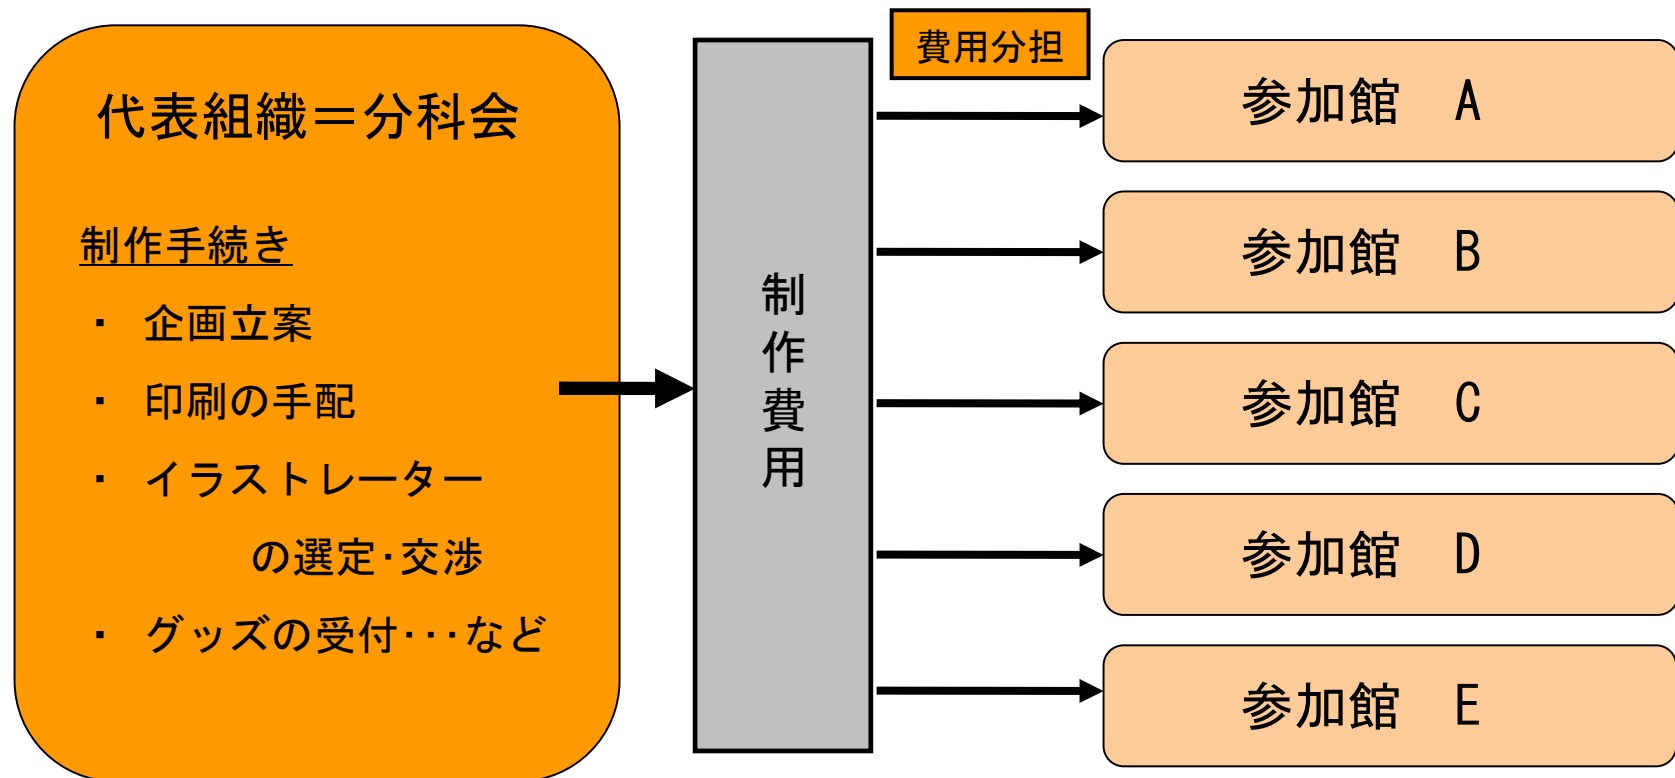 代表組織＝分科会
制作手続き
・ 企画立案
・ 印刷の手配
・ イラストレーター
の選定･交渉
・ グッズの受付･･･など
制作費用
費用分担
参加館　A
参加館　B
参加館　C
参加館　D
参加館　E